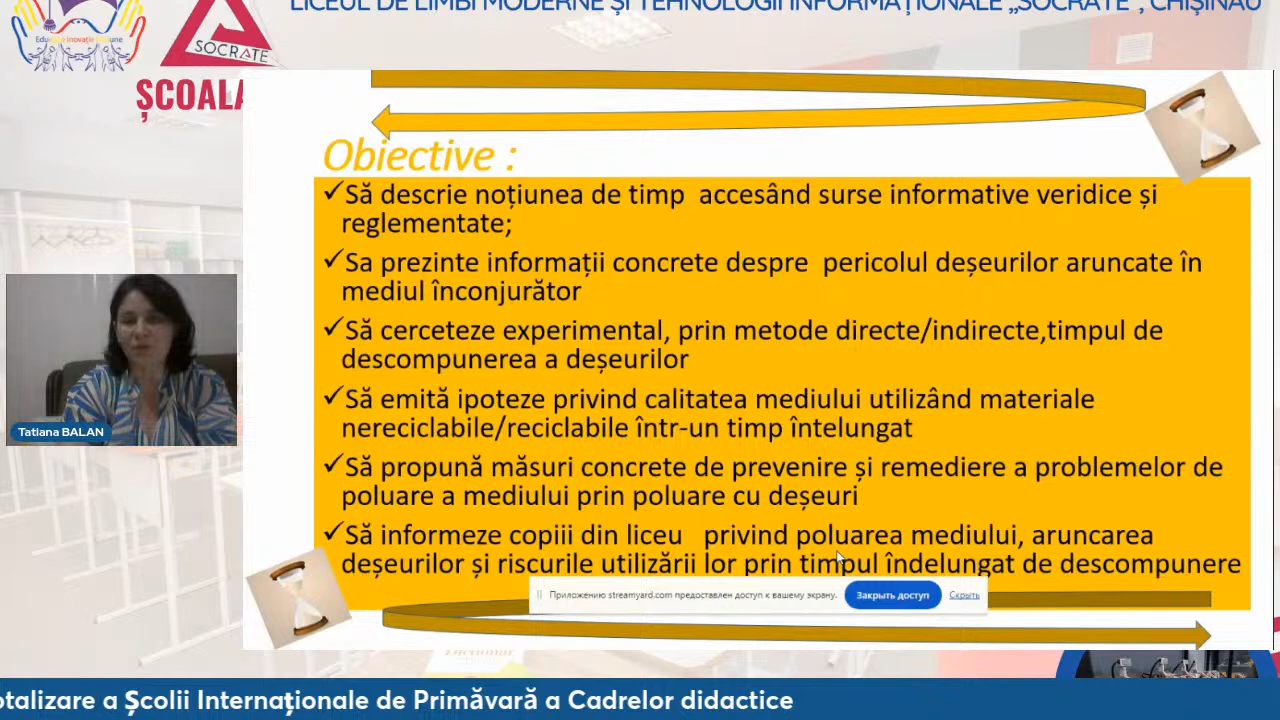 LICEUL DE LIMBI MODERNE ȘI TEHNOLOGII INFORMAȚIONALE „SOCRATE”, CHIȘINĂU
SOCRATE
ȘCOALA
Obiective :
✓Să descrie noțiunea de timp accesând surse informative veridice și
reglementate;
✓Sa prezinte informații concrete despre pericolul deșeurilor aruncate în
mediul înconjurător
✓Să cerceteze experimental, prin metode directe/indirecte,timpul de
descompunerea a deșeurilor
✓Să emită ipoteze privind calitatea mediului utilizând materiale
nereciclabile/reciclabile într-un timp întelungat
✓Să propună măsuri concrete de prevenire și remediere a problemelor de
poluare a mediului prin poluare cu deșeuri
✓Să informeze copiii din liceu privind poluarea mediului, aruncarea
deșeurilor și riscurile utilizării lor prin timpul îndelungat de descompunere
Приложению streamyard.com предоставлен доступ к вашему экрану.
Закрыть доступ
Скрыть
Tatiana BALAN
otalizare a Școlii Internaționale de Primăvară a Cadrelor didactice